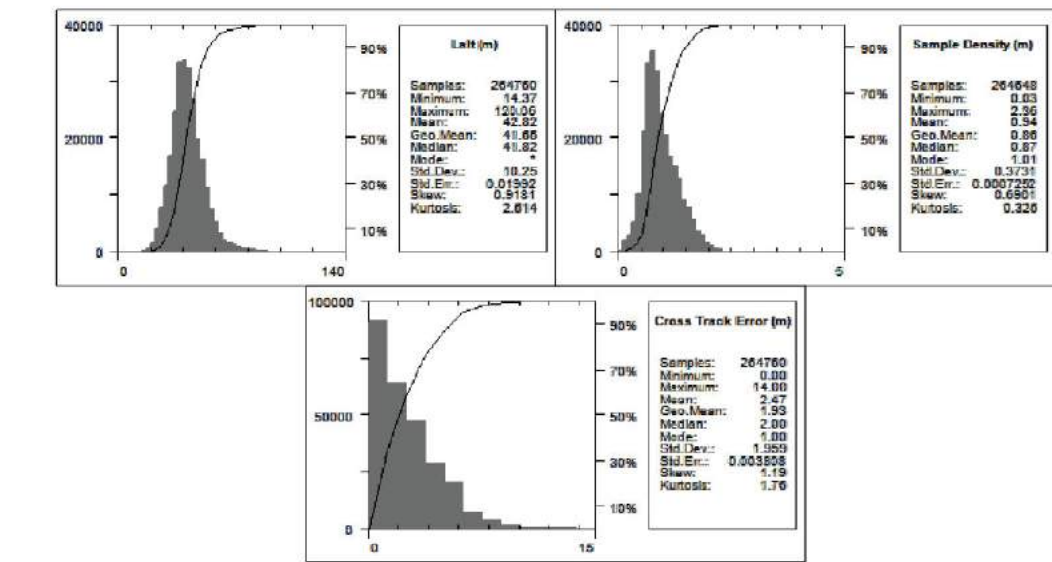 40000
20000
0
0
140
90%
70%
50%
30%
10%
Lalti(m)
Samples: 264760
Minimum: 14.37
Maximum: 120.06
Mean: 42.82
Geo.Mean: 41.66
Median: 41.82
Mode: *
Std.Dev.: 10.25
Std.Err.: 0.01992
Skew: 0.9181
Kurtosis: 2.614
40000
20000
0
0
5
90%
70%
50%
30%
10%
Sample Density (m)
Samples: 264648
Minimum: 0.03
Maximum: 2.36
Mean: 0.94
Geo.Mean: 0.86
Median: 0.87
Mode: 1.01
Std.Dev.: 0.3731
Std.Err.: 0.0007252
Skew: 0.6901
Kurtosis: 0.326
100000
50000
0
0
15
90%
70%
50%
30%
10%
Cross Track Error (m)
Samples: 264760
Minimum: 0.00
Maximum: 14.00
Mean: 2.47
Geo.Mean: 1.93
Median: 2.00
Mode: 1.00
Std.Dev.: 1.959
Std.Err.: 0.003808
Skew: 1.19
Kurtosis: 1.76